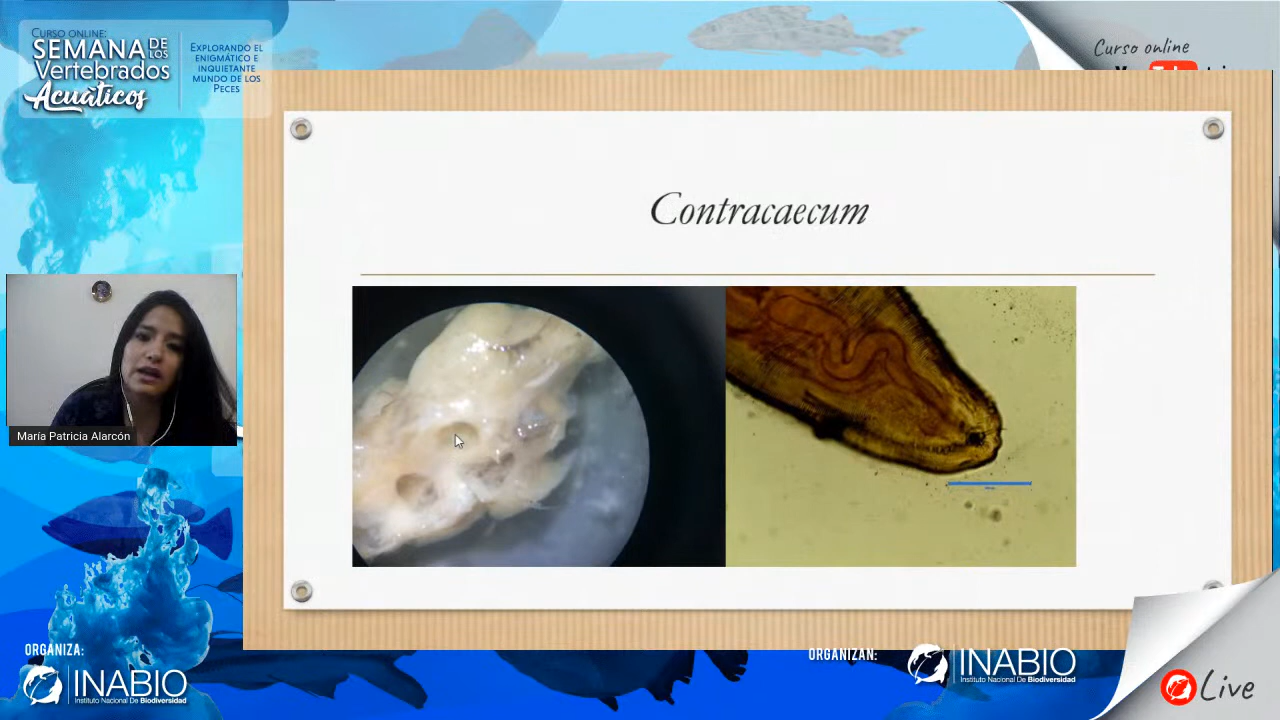 CURSO ONLINE:
SEMANA DE LOS
Vertebrados
Acuáticos
EXPLORANDO EL
ENIGMÁTICO E
INQUIETANTE
MUNDO DE LOS
PECES
Curso online
Contracaecum
María Patricia Alarcón
ORGANIZA:
INABIO
Instituto Nacional De Biodiversidad
ORGANIZAN:
INABIO
Instituto Nacional De Biodiversidad
Live